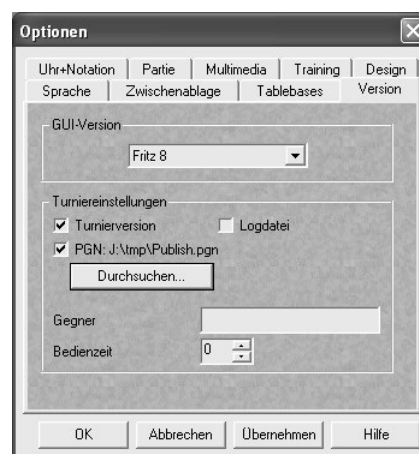 Optionen
Uhr+Notation Partie Multimedia Training Design
Sprache Zwischenablage Tablebases Version
GUI-Version
Fritz 8
Turniereinstellungen
Turnierversion Logdatei
PGN: J:\tmp\Publish.pgn
Durchsuchen...
Gegner
Bedienzeit 0
OK Abbrechen Übernehmen Hilfe